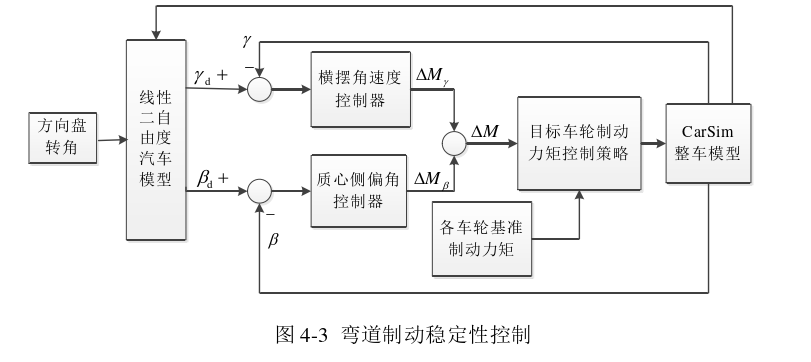 γ
−
γd +
横摆角速度
控制器
ΔMγ
方向盘
转角
线性
二自
由度
汽车
模型
ΔM
目标车轮制动
力矩控制策略
CarSim
整车模型
βd +
−
β
质心侧偏角
控制器
ΔMβ
各车轮基准
制动力矩
图 4-3 弯道制动稳定性控制